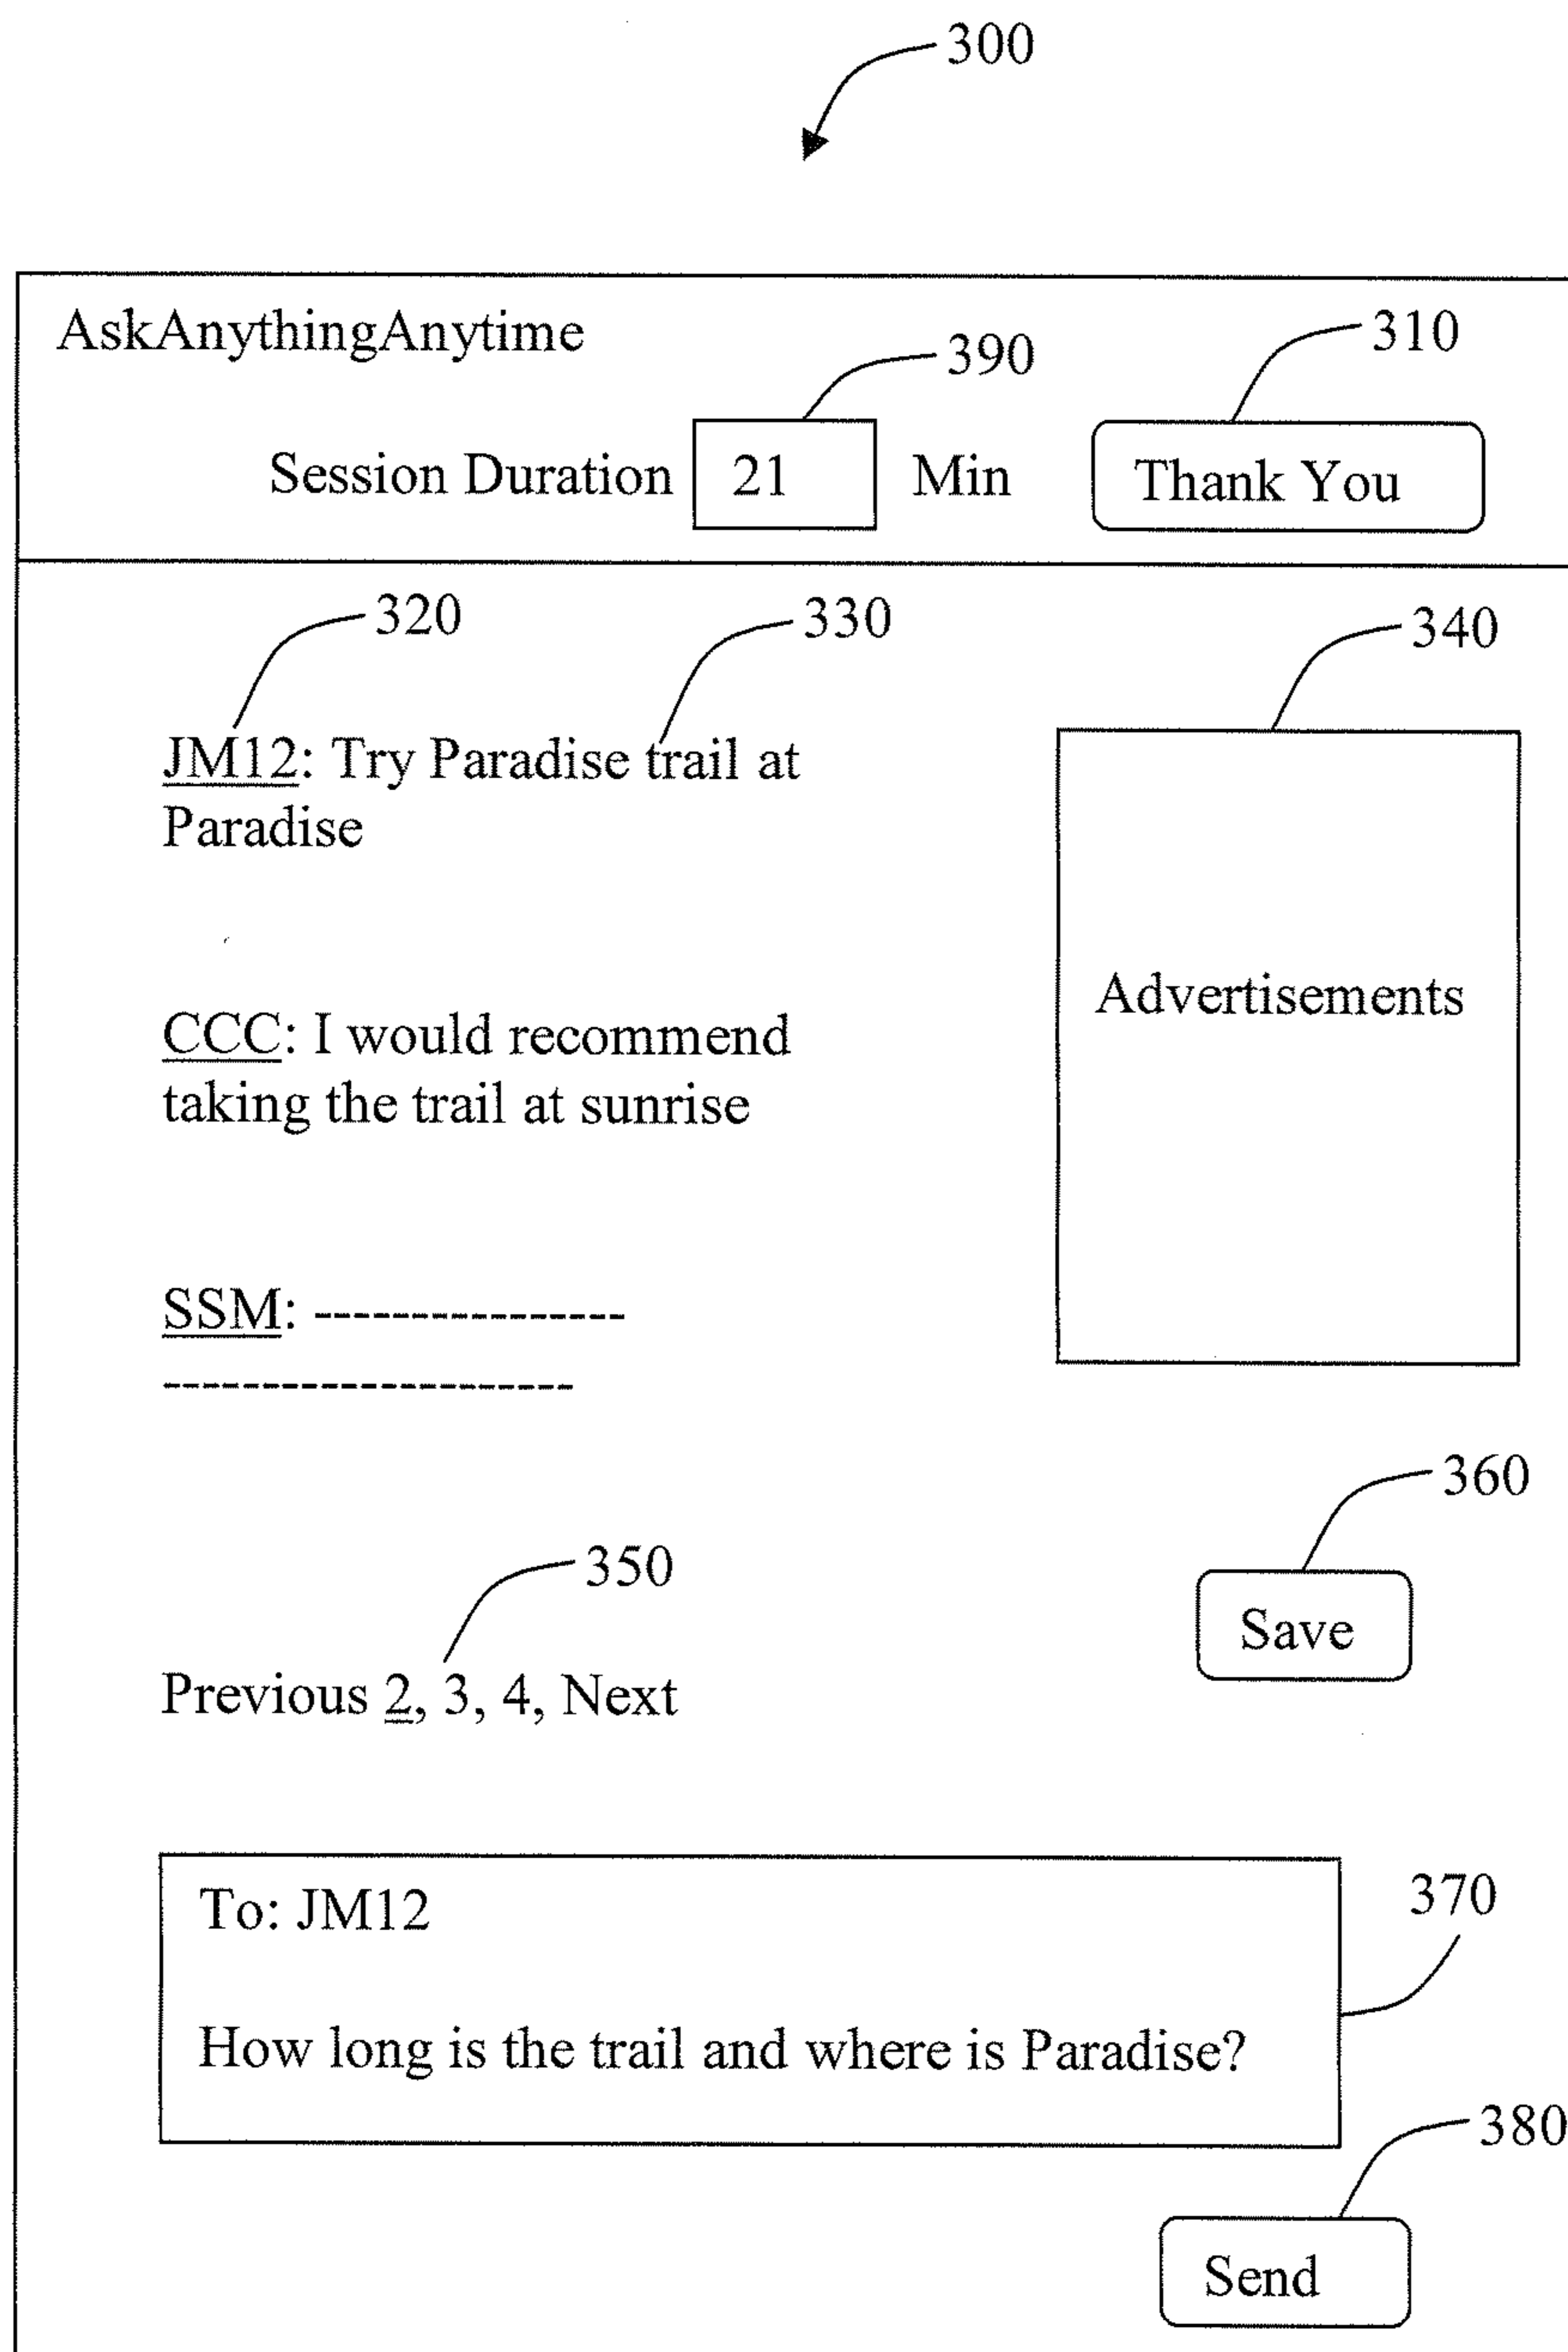 300
AskAnythingAnytime
390
310
Session Duration 21 Min Thank You
320
330
340
JM12: Try Paradise trail at
Paradise
Advertisements
CCC: I would recommend
taking the trail at sunrise
SSM: ----------------
---------------------
360
350
Save
Previous 2, 3, 4, Next
370
To: JM12
How long is the trail and where is Paradise?
380
Send